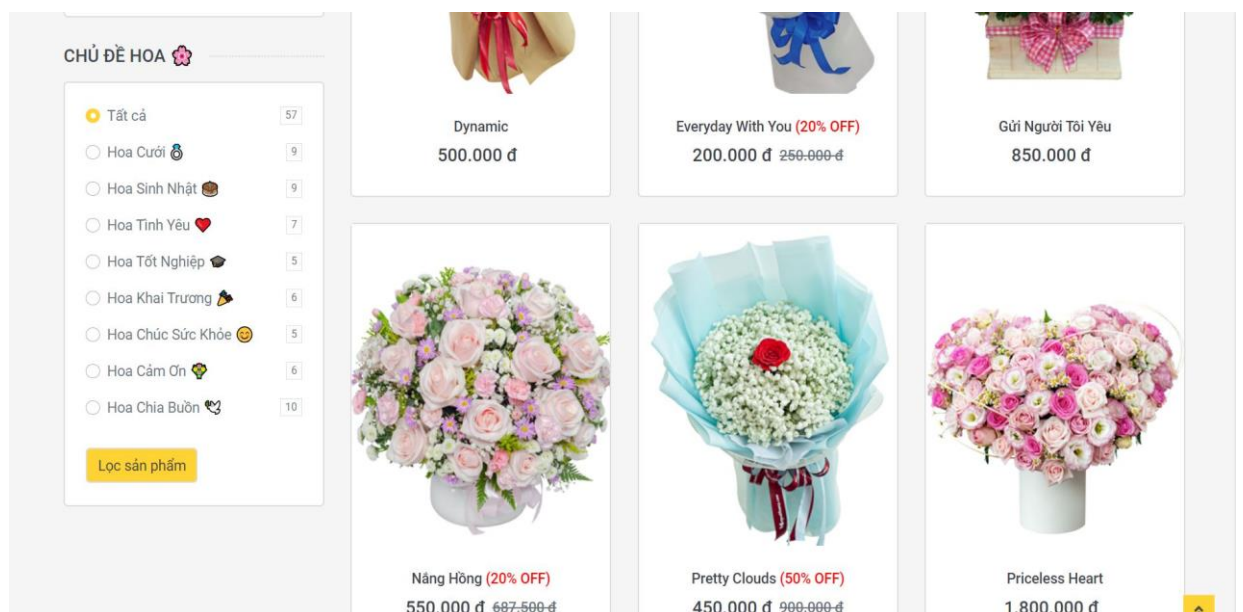 CHỦ ĐỀ HOA 🌸
Tất cả 57
Hoa Cưới 💍 9
Hoa Sinh Nhật 🎂 9
Hoa Tình Yêu ❤️ 7
Hoa Tốt Nghiệp 🎓 5
Hoa Khai Trương 🎉 6
Hoa Chúc Sức Khỏe 😊 5
Hoa Cảm Ơn 💐 6
Hoa Chia Buồn 🕊️ 10
Lọc sản phẩm
Dynamic
500.000 đ
Everyday With You (20% OFF)
200.000 đ 250.000 đ
Gửi Người Tôi Yêu
850.000 đ
Nắng Hồng (20% OFF)
550.000 đ 687.500 đ
Pretty Clouds (50% OFF)
450.000 đ 900.000 đ
Priceless Heart
1.800.000 đ